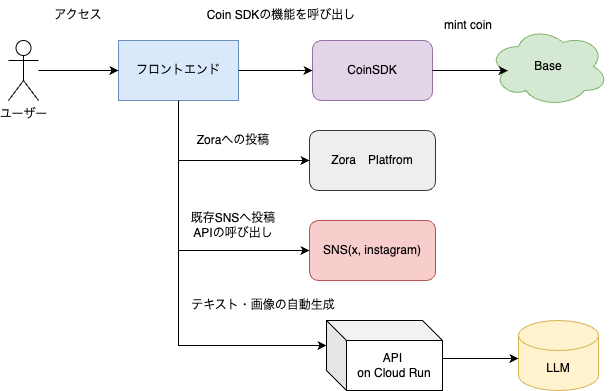 アクセス
Coin SDKの機能を呼び出し
mint coin
フロントエンド
CoinSDK
Base
ユーザー
Zoraへの投稿
Zora　Platfrom
既存SNSへ投稿
APIの呼び出し
SNS(x, instagram)
テキスト・画像の自動生成
API
on Cloud Run
LLM